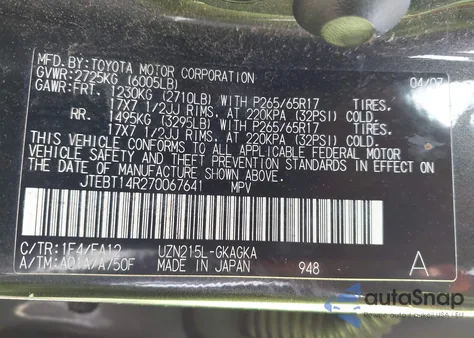 MFD.BY:TOYOTA MOTOR CORPORATION 04/07
GVWR:2725KG (6005LB)
GAWR:FRT. 1230KG (2710LB) WITH P265/65R17 TIRES.
17X7 1/2JJ RIMS, AT 220KPA (32PSI) COLD.
RR. 1495KG (3295LB) WITH P265/65R17 TIRES.
17X7 1/2JJ RIMS, AT 220KPA (32PSI) COLD.
THIS VEHICLE CONFORMS TO ALL APPLICABLE FEDERAL MOTOR
VEHICLE SAFETY AND THEFT PREVENTION STANDARDS IN EFFECT ON
THE DATE OF MANUFACTURE SHOWN ABOVE.
JTEBT14R270067641 MPV
C/TR:1F4/FA12 UZN215L-GKAGKA
A/TM:A01A/A750F MADE IN JAPAN 948 A
autoSnap